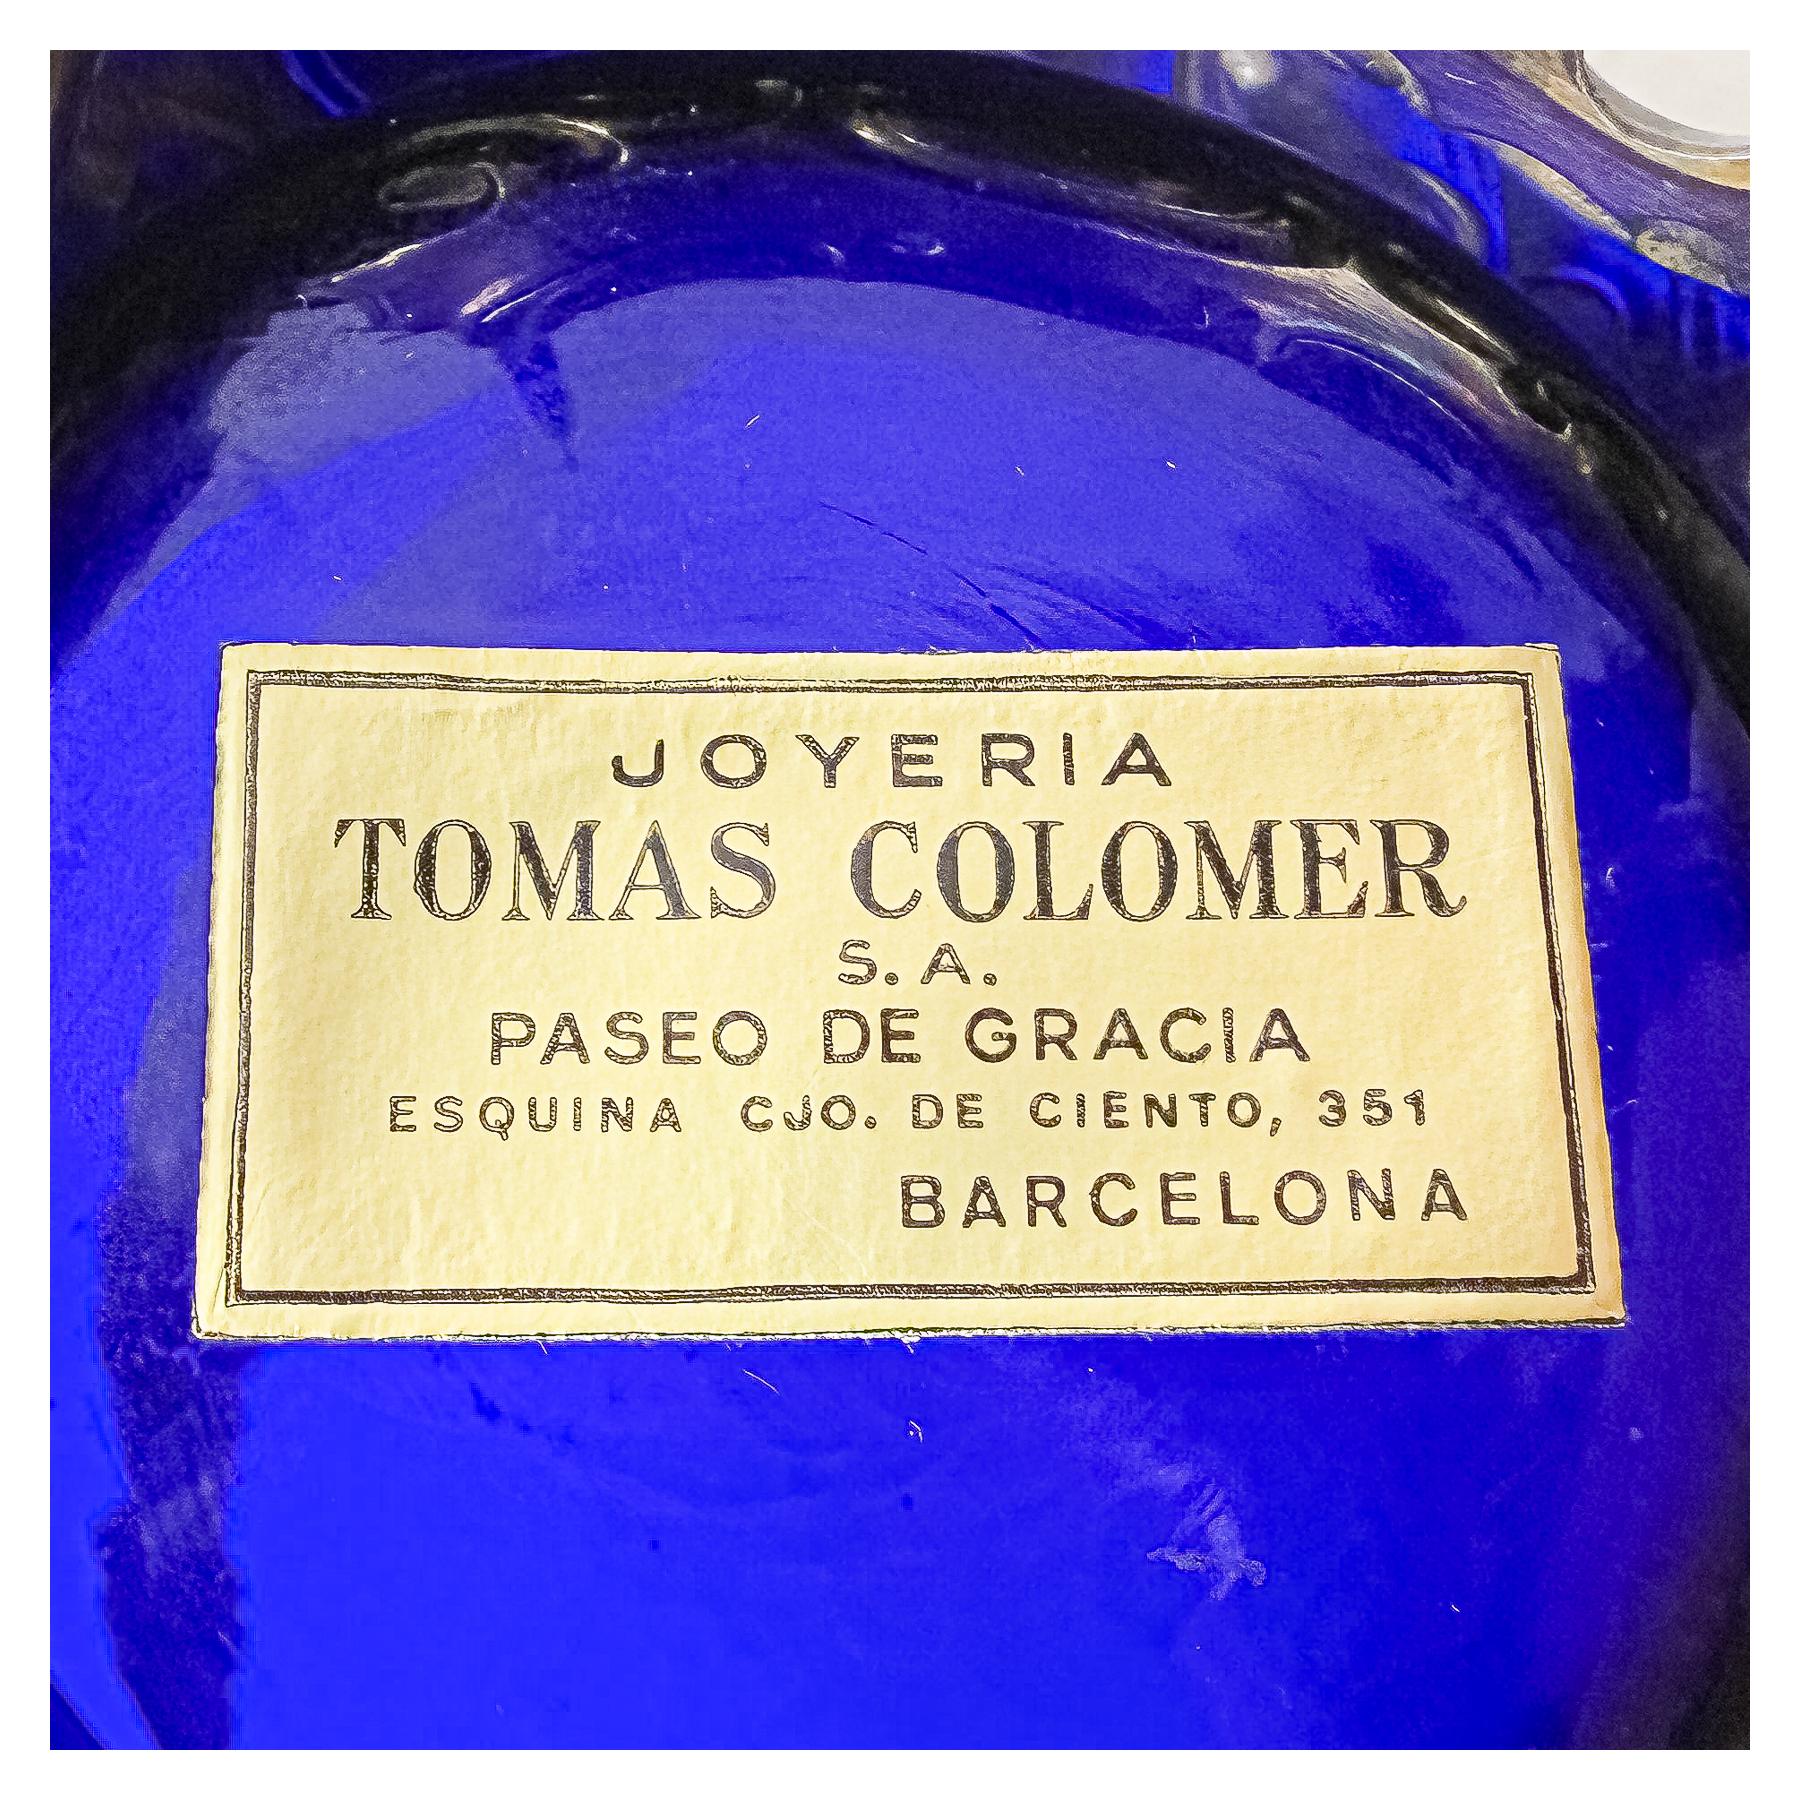 JOYERIA
TOMAS COLOMER
S. A.
PASEO DE GRACIA
ESQUINA CJO. DE CIENTO, 351
BARCELONA